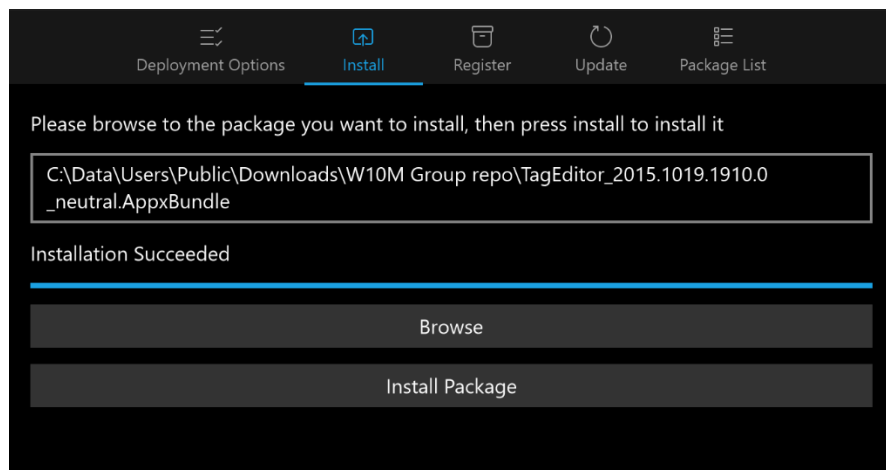 Deployment Options
Install
Register
Update
Package List
Please browse to the package you want to install, then press install to install it
C:\Data\Users\Public\Downloads\W10M Group repo\TagEditor_2015.1019.1910.0
_neutral.AppxBundle
Installation Succeeded
Browse
Install Package